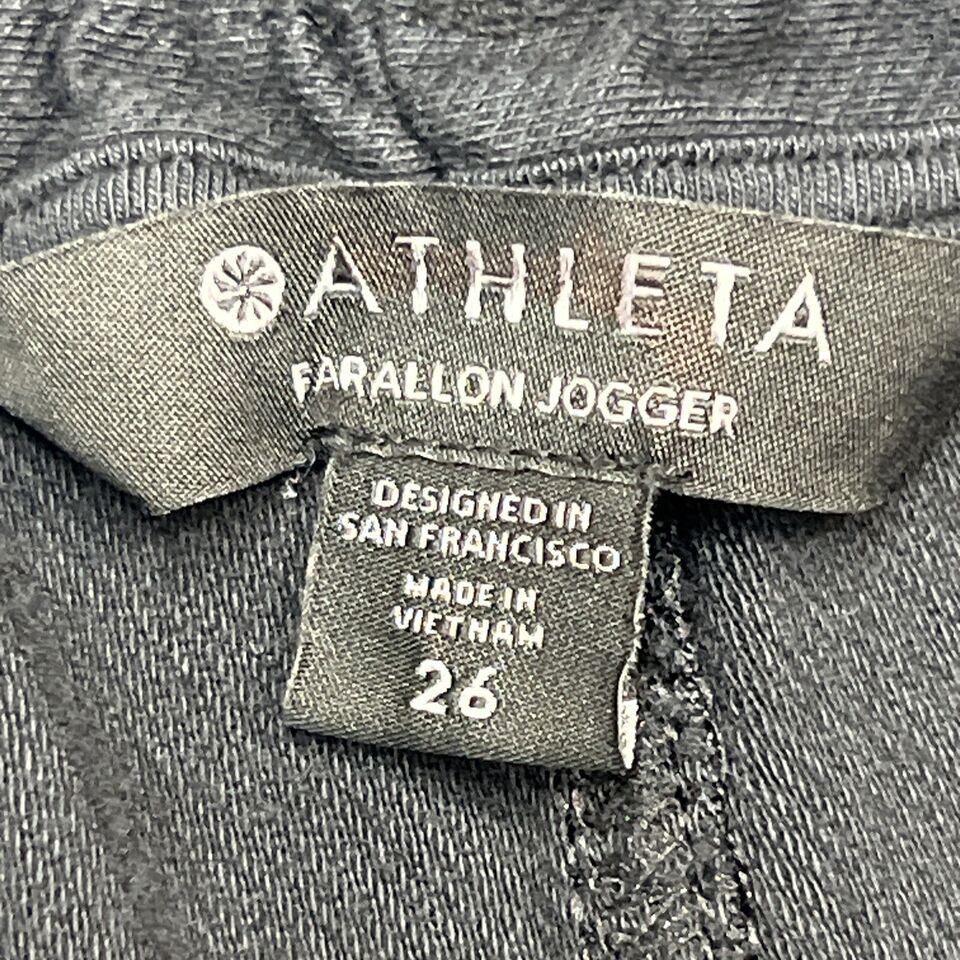 ATHLETA
FARALLON JOGGER
DESIGNED IN
SAN FRANCISCO
MADE IN
VIETNAM
26